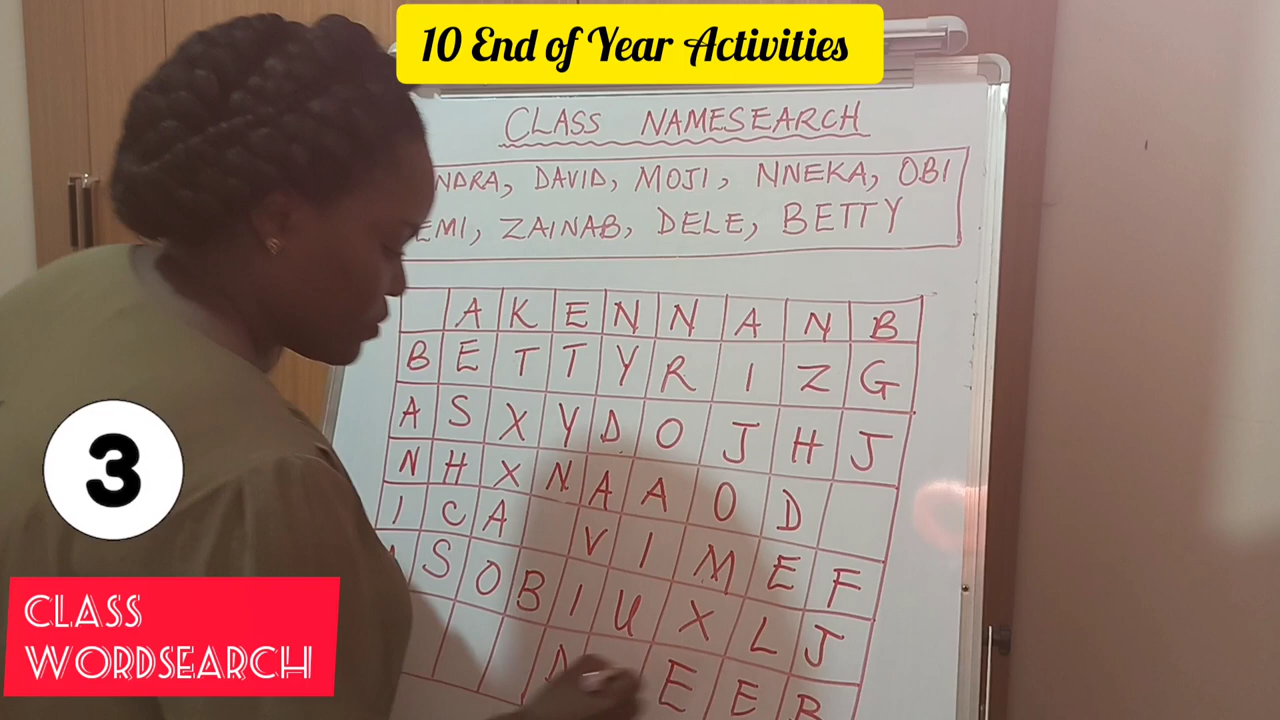 10 End of Year Activities
CLASS NAMESEARCH
NDRA, DAVID, MOJI, NNEKA, OBI
EMI, ZAINAB, DELE, BETTY
A K E N N A N B
B E T T Y R I Z G
A S X Y D O J H J
N H X N A A O D
I C A V I M E F
S O B I U X L J
E E B
3
CLASS
WORDSEARCH